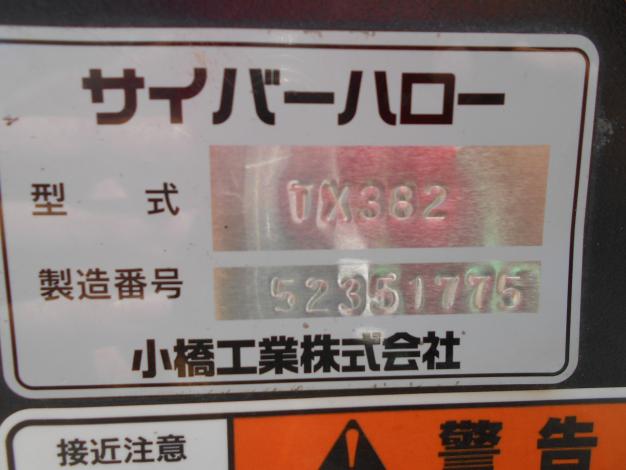 サイバーハロー
型式 TX382
製造番号 52351775
小橋工業株式会社
接近注意
警告